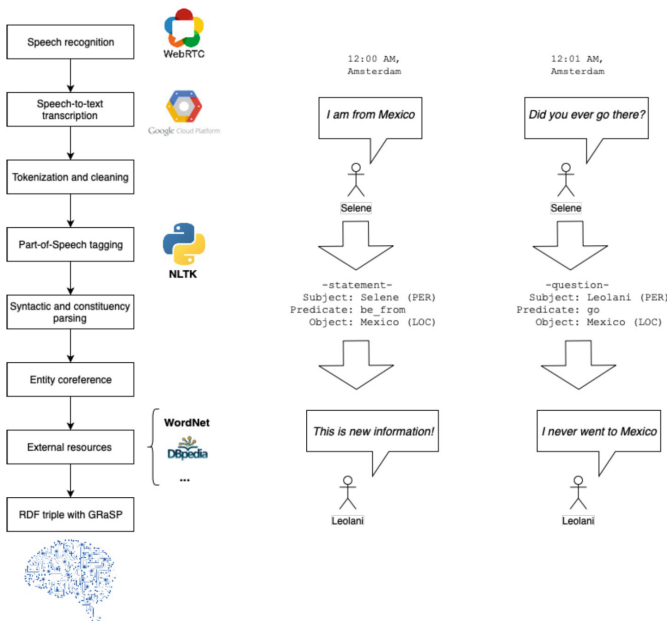 Speech recognition
WebRTC
Speech-to-text
transcription
Google Cloud Platform
Tokenization and cleaning
Part-of-Speech tagging
NLTK
Syntactic and constituency
parsing
Entity coreference
External resources
WordNet
DBpedia
...
RDF triple with GRaSP
12:00 AM,
Amsterdam
I am from Mexico
Selene
-statement-
Subject: Selene (PER)
Predicate: be_from
Object: Mexico (LOC)
This is new information!
Leolani
12:01 AM,
Amsterdam
Did you ever go there?
Selene
-question-
Subject: Leolani (PER)
Predicate: go
Object: Mexico (LOC)
I never went to Mexico
Leolani